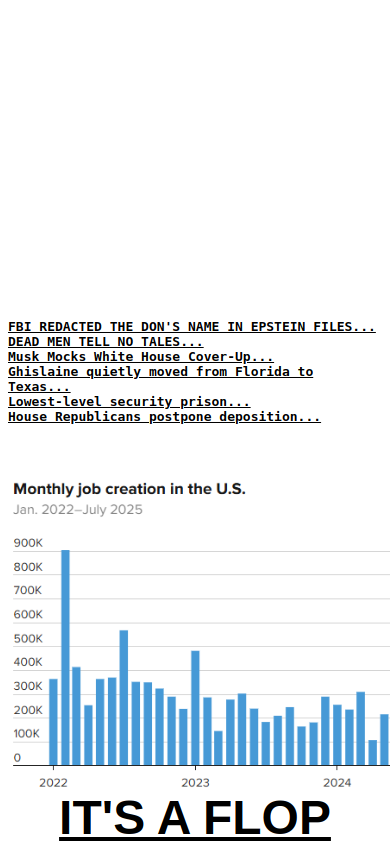 FBI REDACTED THE DON'S NAME IN EPSTEIN FILES...
DEAD MEN TELL NO TALES...
Musk Mocks White House Cover-Up...
Ghislaine quietly moved from Florida to
Texas...
Lowest-level security prison...
House Republicans postpone deposition...
Monthly job creation in the U.S.
Jan. 2022–July 2025
900K
800K
700K
600K
500K
400K
300K
200K
100K
0
2022 2023 2024
IT'S A FLOP